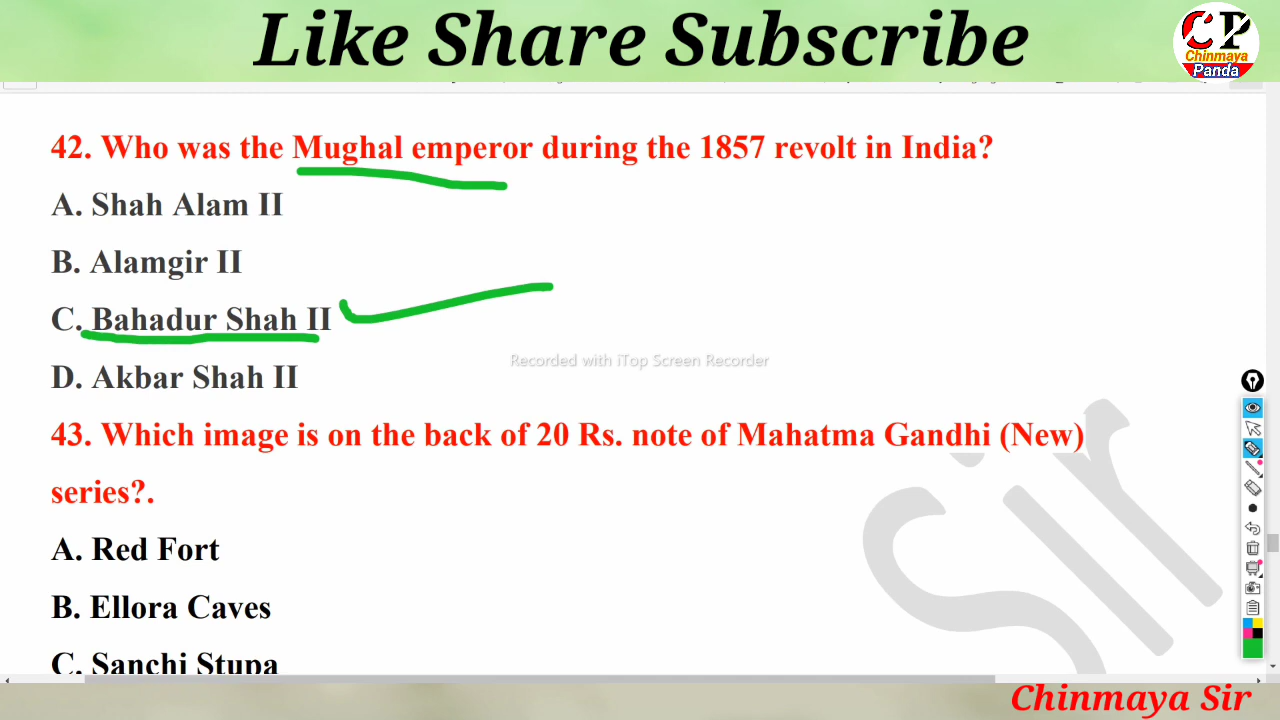 Like Share Subscribe
CP
Chinmaya
Panda
42. Who was the Mughal emperor during the 1857 revolt in India?
A. Shah Alam II
B. Alamgir II
C. Bahadur Shah II
Recorded with iTop Screen Recorder
D. Akbar Shah II
43. Which image is on the back of 20 Rs. note of Mahatma Gandhi (New)
series?.
A. Red Fort
B. Ellora Caves
C. Sanchi Stupa
Sir
Chinmaya Sir